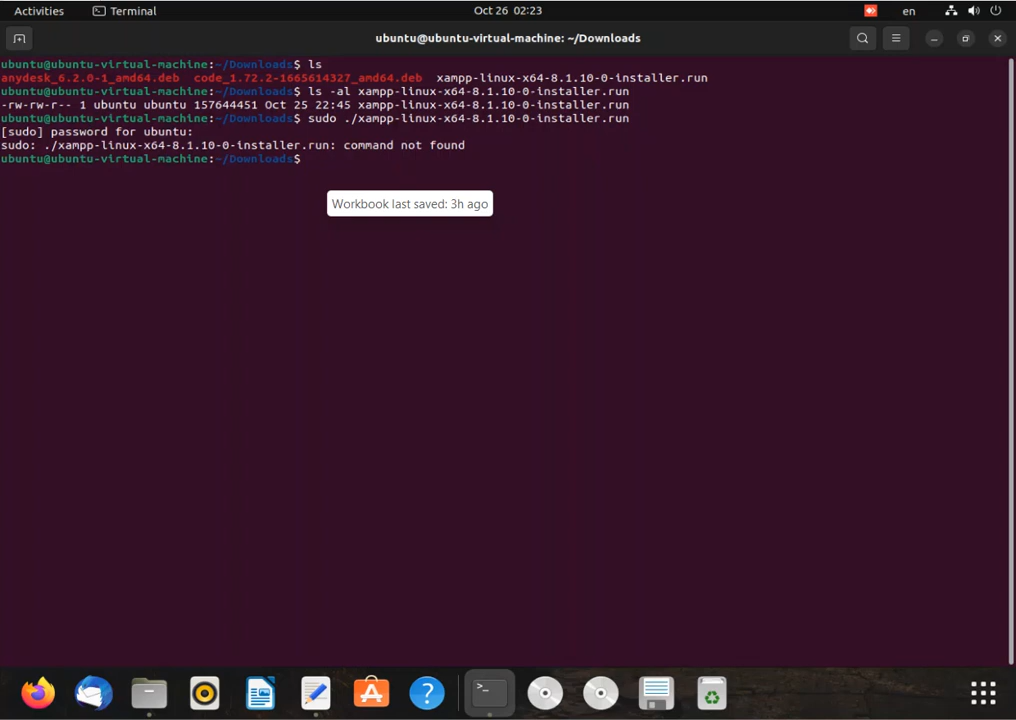 Activities Terminal Oct 26 02:23 en
ubuntu@ubuntu-virtual-machine: ~/Downloads
ubuntu@ubuntu-virtual-machine:~/Downloads$ ls
anydesk_6.2.0-1_amd64.deb code_1.72.2-1665614327_amd64.deb xampp-linux-x64-8.1.10-0-installer.run
ubuntu@ubuntu-virtual-machine:~/Downloads$ ls -al xampp-linux-x64-8.1.10-0-installer.run
-rw-rw-r-- 1 ubuntu ubuntu 157644451 Oct 25 22:45 xampp-linux-x64-8.1.10-0-installer.run
ubuntu@ubuntu-virtual-machine:~/Downloads$ sudo ./xampp-linux-x64-8.1.10-0-installer.run
[sudo] password for ubuntu:
sudo: ./xampp-linux-x64-8.1.10-0-installer.run: command not found
ubuntu@ubuntu-virtual-machine:~/Downloads$
Workbook last saved: 3h ago